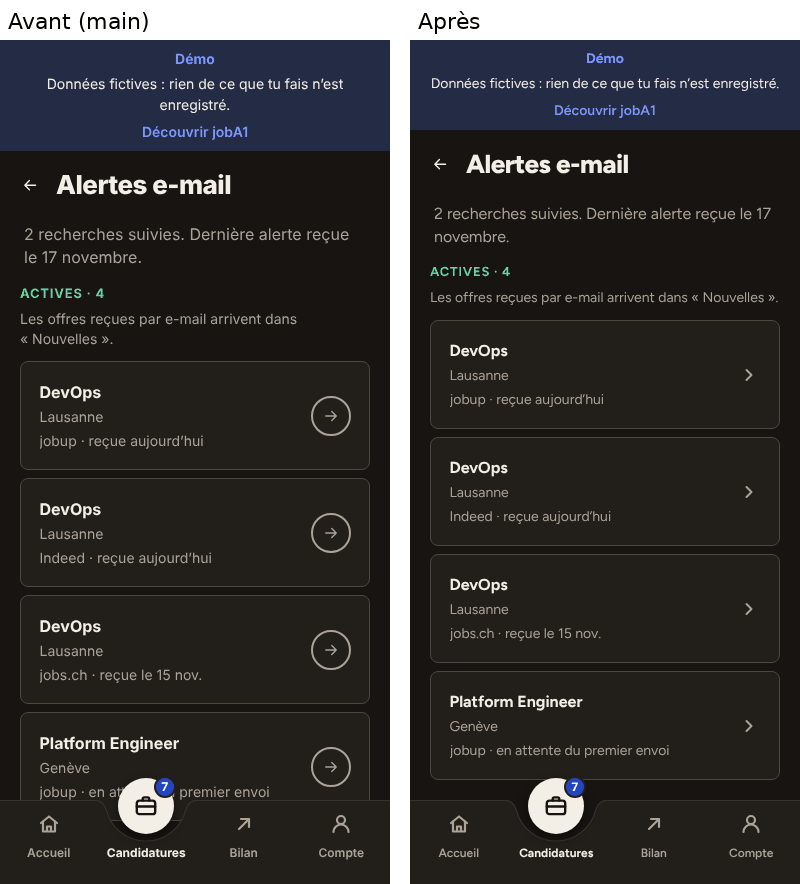 Avant (main)
Démo
Données fictives : rien de ce que tu fais n’est
enregistré.
Découvrir jobA1
Alertes e-mail
2 recherches suivies. Dernière alerte reçue
le 17 novembre.
ACTIVES · 4
Les offres reçues par e-mail arrivent dans
« Nouvelles ».
DevOps
Lausanne
jobup · reçue aujourd’hui
DevOps
Lausanne
Indeed · reçue aujourd’hui
DevOps
Lausanne
jobs.ch · reçue le 15 nov.
Platform Engineer
Genève
jobup · en att premier envoi
7
Accueil
Candidatures
Bilan
Compte
Après
Démo
Données fictives : rien de ce que tu fais n’est enregistré.
Découvrir jobA1
Alertes e-mail
2 recherches suivies. Dernière alerte reçue le 17
novembre.
ACTIVES · 4
Les offres reçues par e-mail arrivent dans « Nouvelles ».
DevOps
Lausanne
jobup · reçue aujourd’hui
DevOps
Lausanne
Indeed · reçue aujourd’hui
DevOps
Lausanne
jobs.ch · reçue le 15 nov.
Platform Engineer
Genève
jobup · en attente du premier envoi
7
Accueil
Candidatures
Bilan
Compte